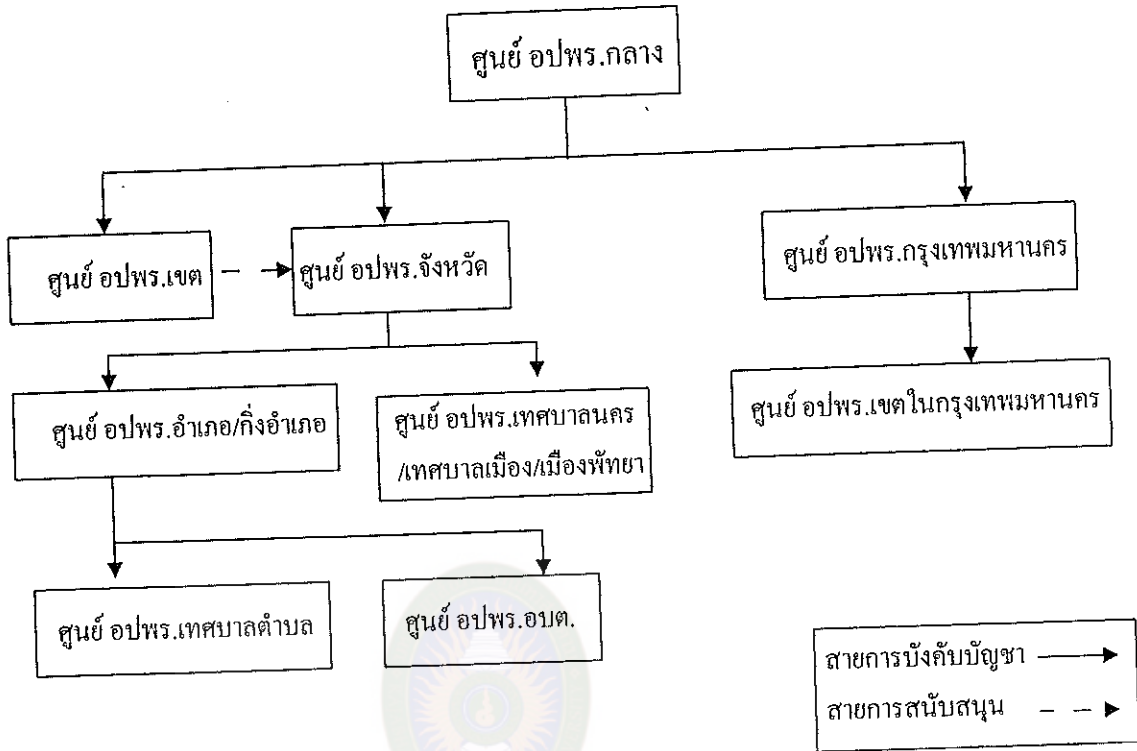 ศูนย์ อปพร.กลาง
ศูนย์ อปพร.เขต
ศูนย์ อปพร.จังหวัด
ศูนย์ อปพร.กรุงเทพมหานคร
ศูนย์ อปพร.อำเภอ/กิ่งอำเภอ
ศูนย์ อปพร.เทศบาลนคร
/เทศบาลเมือง/เมืองพัทยา
ศูนย์ อปพร.เขตในกรุงเทพมหานคร
ศูนย์ อปพร.เทศบาลตำบล
ศูนย์ อปพร.อบต.
สายการบังคับบัญชา
สายการสนับสนุน